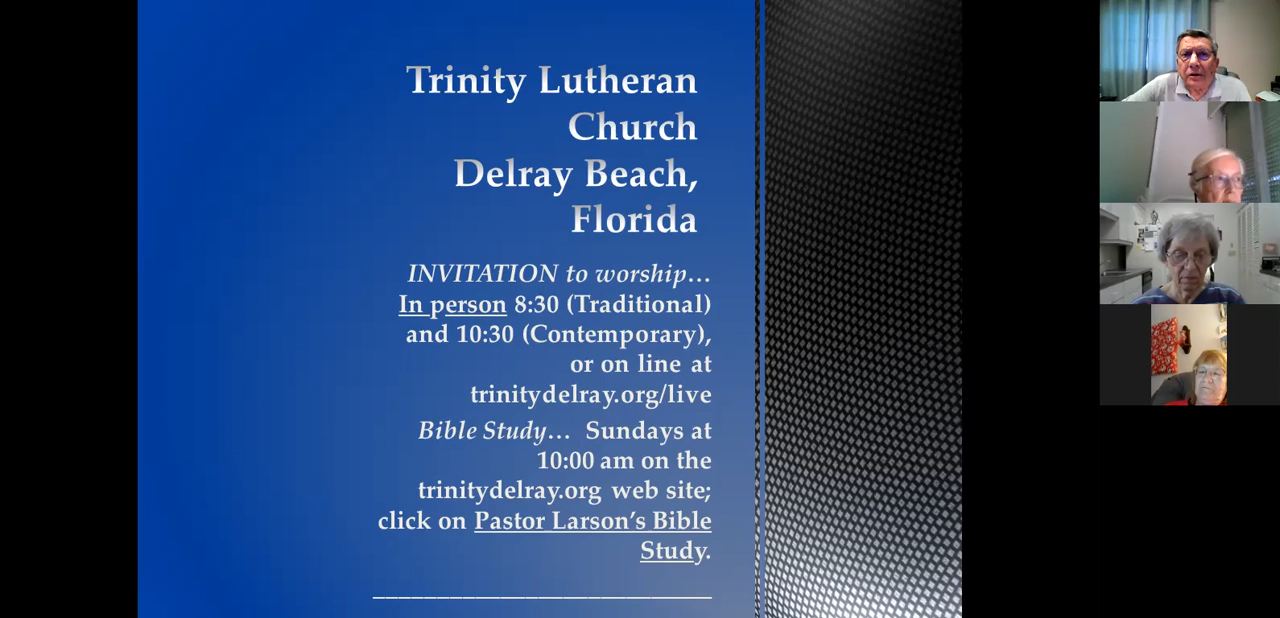 Trinity Lutheran
Church
Delray Beach,
Florida
INVITATION to worship…
In person 8:30 (Traditional)
and 10:30 (Contemporary),
or on line at
trinitydelray.org/live
Bible Study… Sundays at
10:00 am on the
trinitydelray.org web site;
click on Pastor Larson’s Bible
Study.